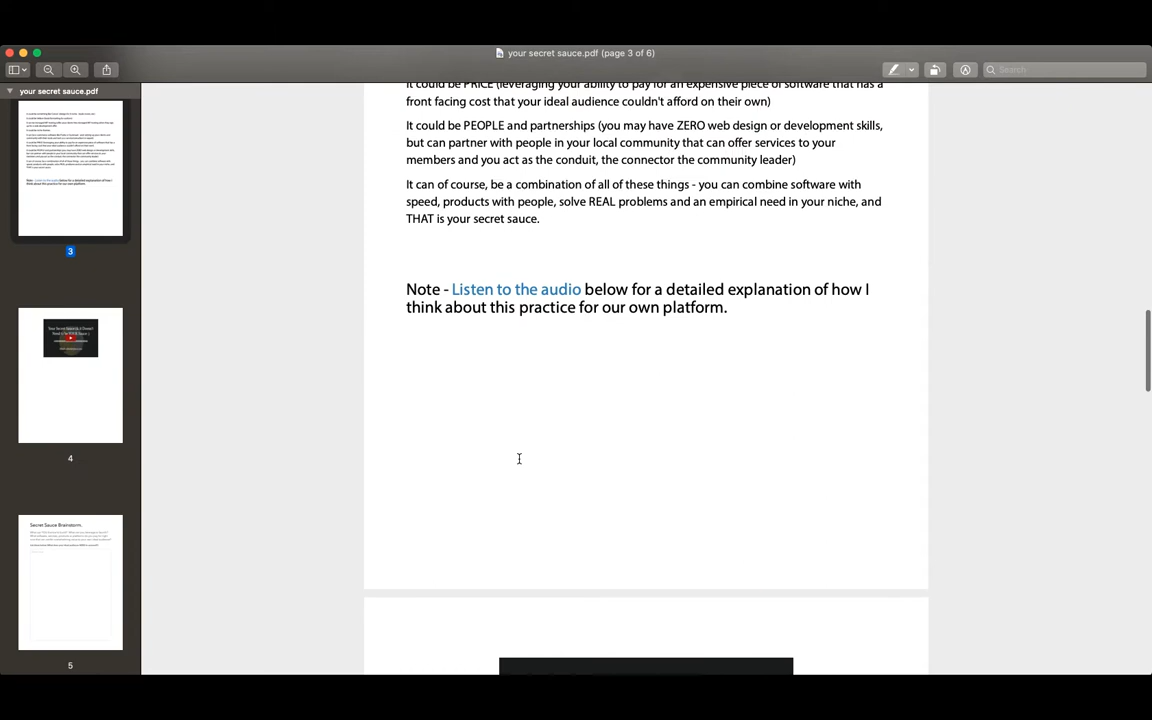 your secret sauce.pdf (page 3 of 6)
Search
your secret sauce.pdf
3
4
Secret Sauce Brainstorm.
5
It could be PRICE (leveraging your ability to pay for an expensive piece of software that has a
front facing cost that your ideal audience couldn't afford on their own)
It could be PEOPLE and partnerships (you may have ZERO web design or development skills,
but can partner with people in your local community that can offer services to your
members and you act as the conduit, the connector the community leader)
It can of course, be a combination of all of these things - you can combine software with
speed, products with people, solve REAL problems and an empirical need in your niche, and
THAT is your secret sauce.
Note - Listen to the audio below for a detailed explanation of how I
think about this practice for our own platform.